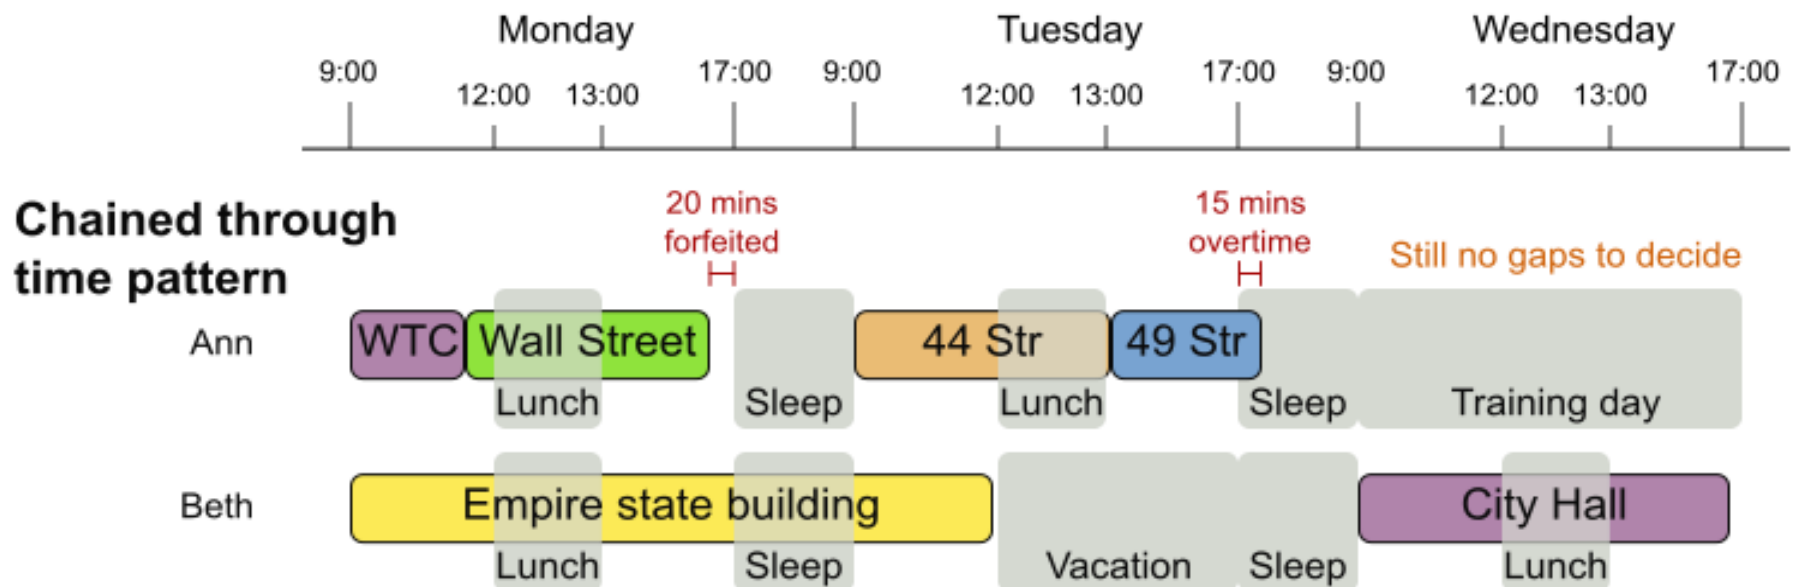 Monday
Tuesday
Wednesday
9:00
17:00
9:00
17:00
9:00
17:00
12:00
13:00
12:00
13:00
12:00
13:00
Chained through
time pattern
20 mins
forfeited
15 mins
overtime
Still no gaps to decide
Ann
WTC
Wall Street
44 Str
49 Str
Lunch
Sleep
Lunch
Sleep
Training day
Beth
Empire state building
City Hall
Lunch
Sleep
Vacation
Sleep
Lunch